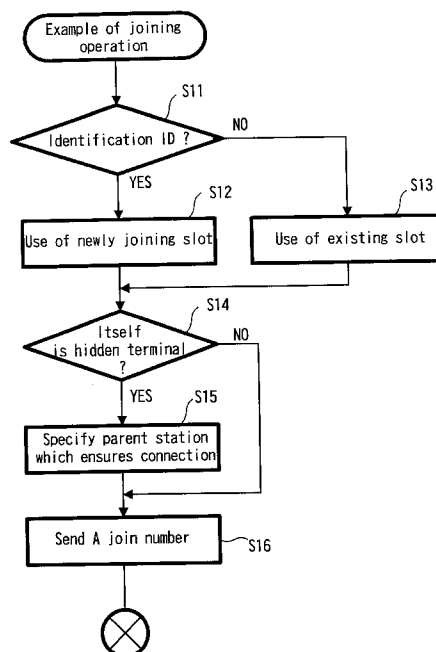 Example of joining
operation
S11
Identification ID ?
NO
YES
S12
S13
Use of newly joining slot
Use of existing slot
S14
Itself
is hidden terminal
?
NO
YES
S15
Specify parent station
which ensures connection
Send A join number
S16